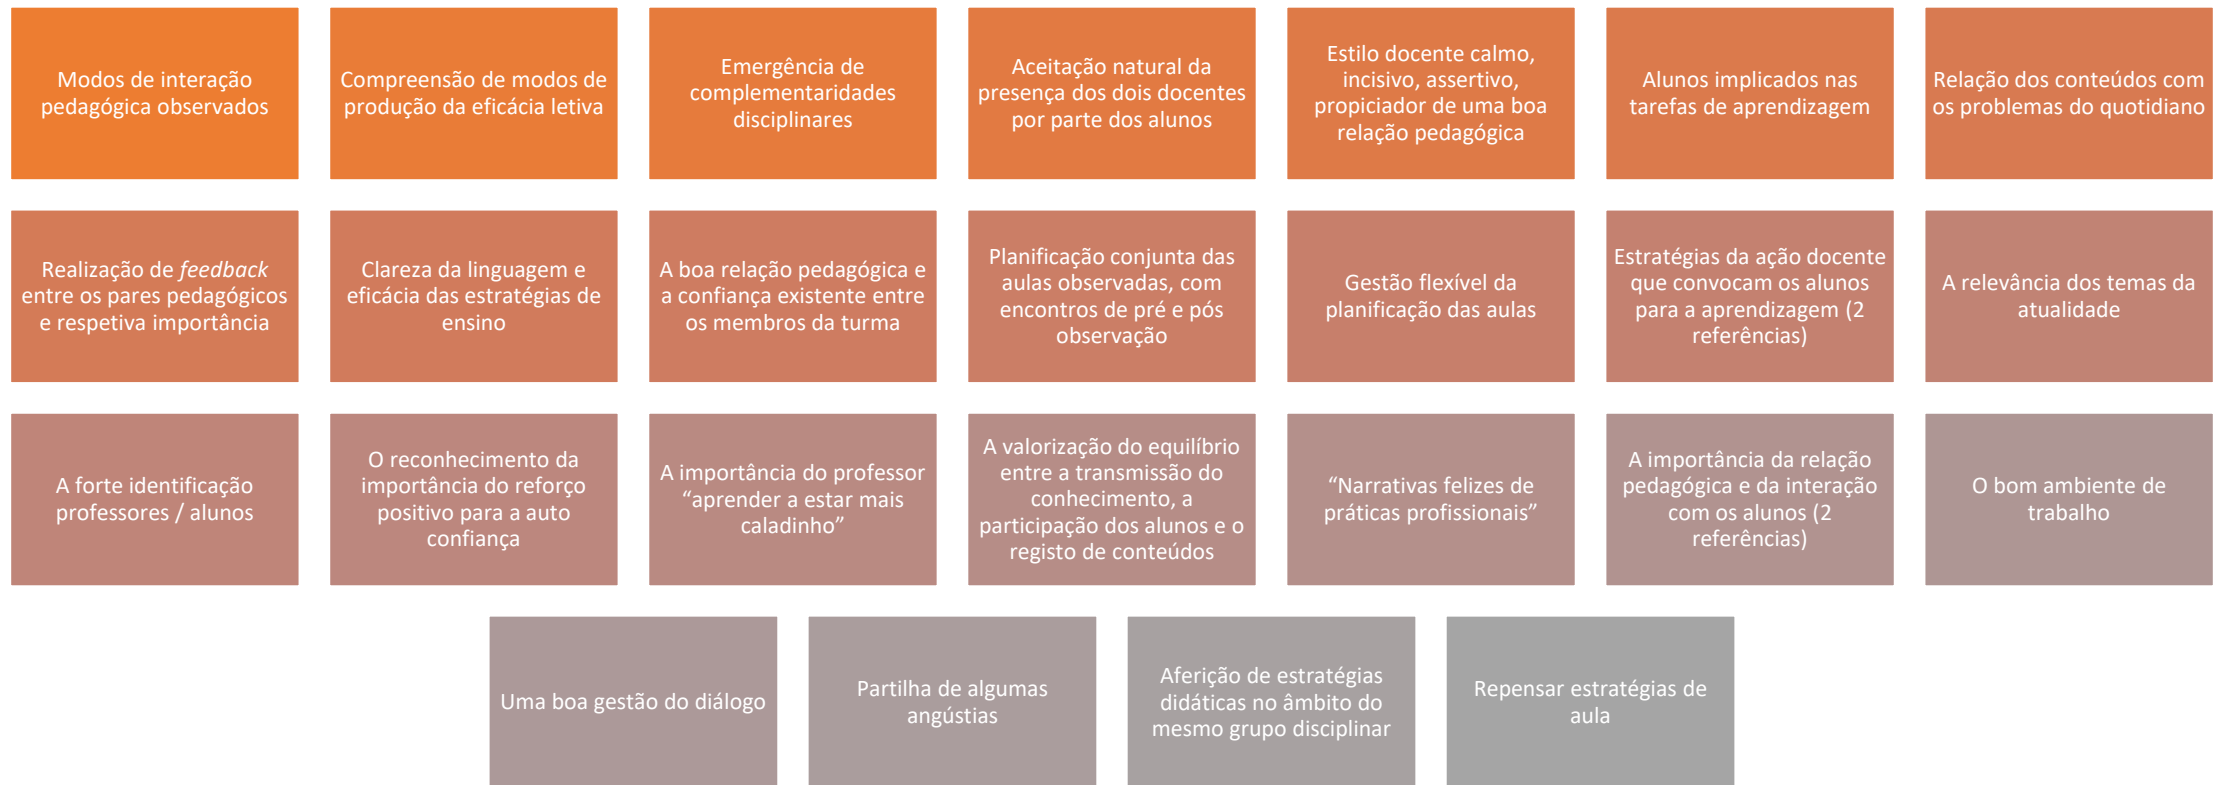 Modos de interação
pedagógica observados
Compreensão de modos de
produção da eficácia letiva
Emergência de
complementaridades
disciplinares
Aceitação natural da
presença dos dois docentes
por parte dos alunos
Estilo docente calmo,
incisivo, assertivo,
propiciador de uma boa
relação pedagógica
Alunos implicados nas
tarefas de aprendizagem
Relação dos conteúdos com
os problemas do quotidiano
Realização de feedback
entre os pares pedagógicos
e respetiva importância
Clareza da linguagem e
eficácia das estratégias de
ensino
A boa relação pedagógica e
a confiança existente entre
os membros da turma
Planificação conjunta das
aulas observadas, com
encontros de pré e pós
observação
Gestão flexível da
planificação das aulas
Estratégias da ação docente
que convocam os alunos
para a aprendizagem (2
referências)
A relevância dos temas da
atualidade
A forte identificação
professores / alunos
O reconhecimento da
importância do reforço
positivo para a auto
confiança
A importância do professor
“aprender a estar mais
caladinho”
A valorização do equilíbrio
entre a transmissão do
conhecimento, a
participação dos alunos e o
registo de conteúdos
“Narrativas felizes de
práticas profissionais”
A importância da relação
pedagógica e da interação
com os alunos (2
referências)
O bom ambiente de
trabalho
Uma boa gestão do diálogo
Partilha de algumas
angústias
Aferição de estratégias
didáticas no âmbito do
mesmo grupo disciplinar
Repensar estratégias de
aula